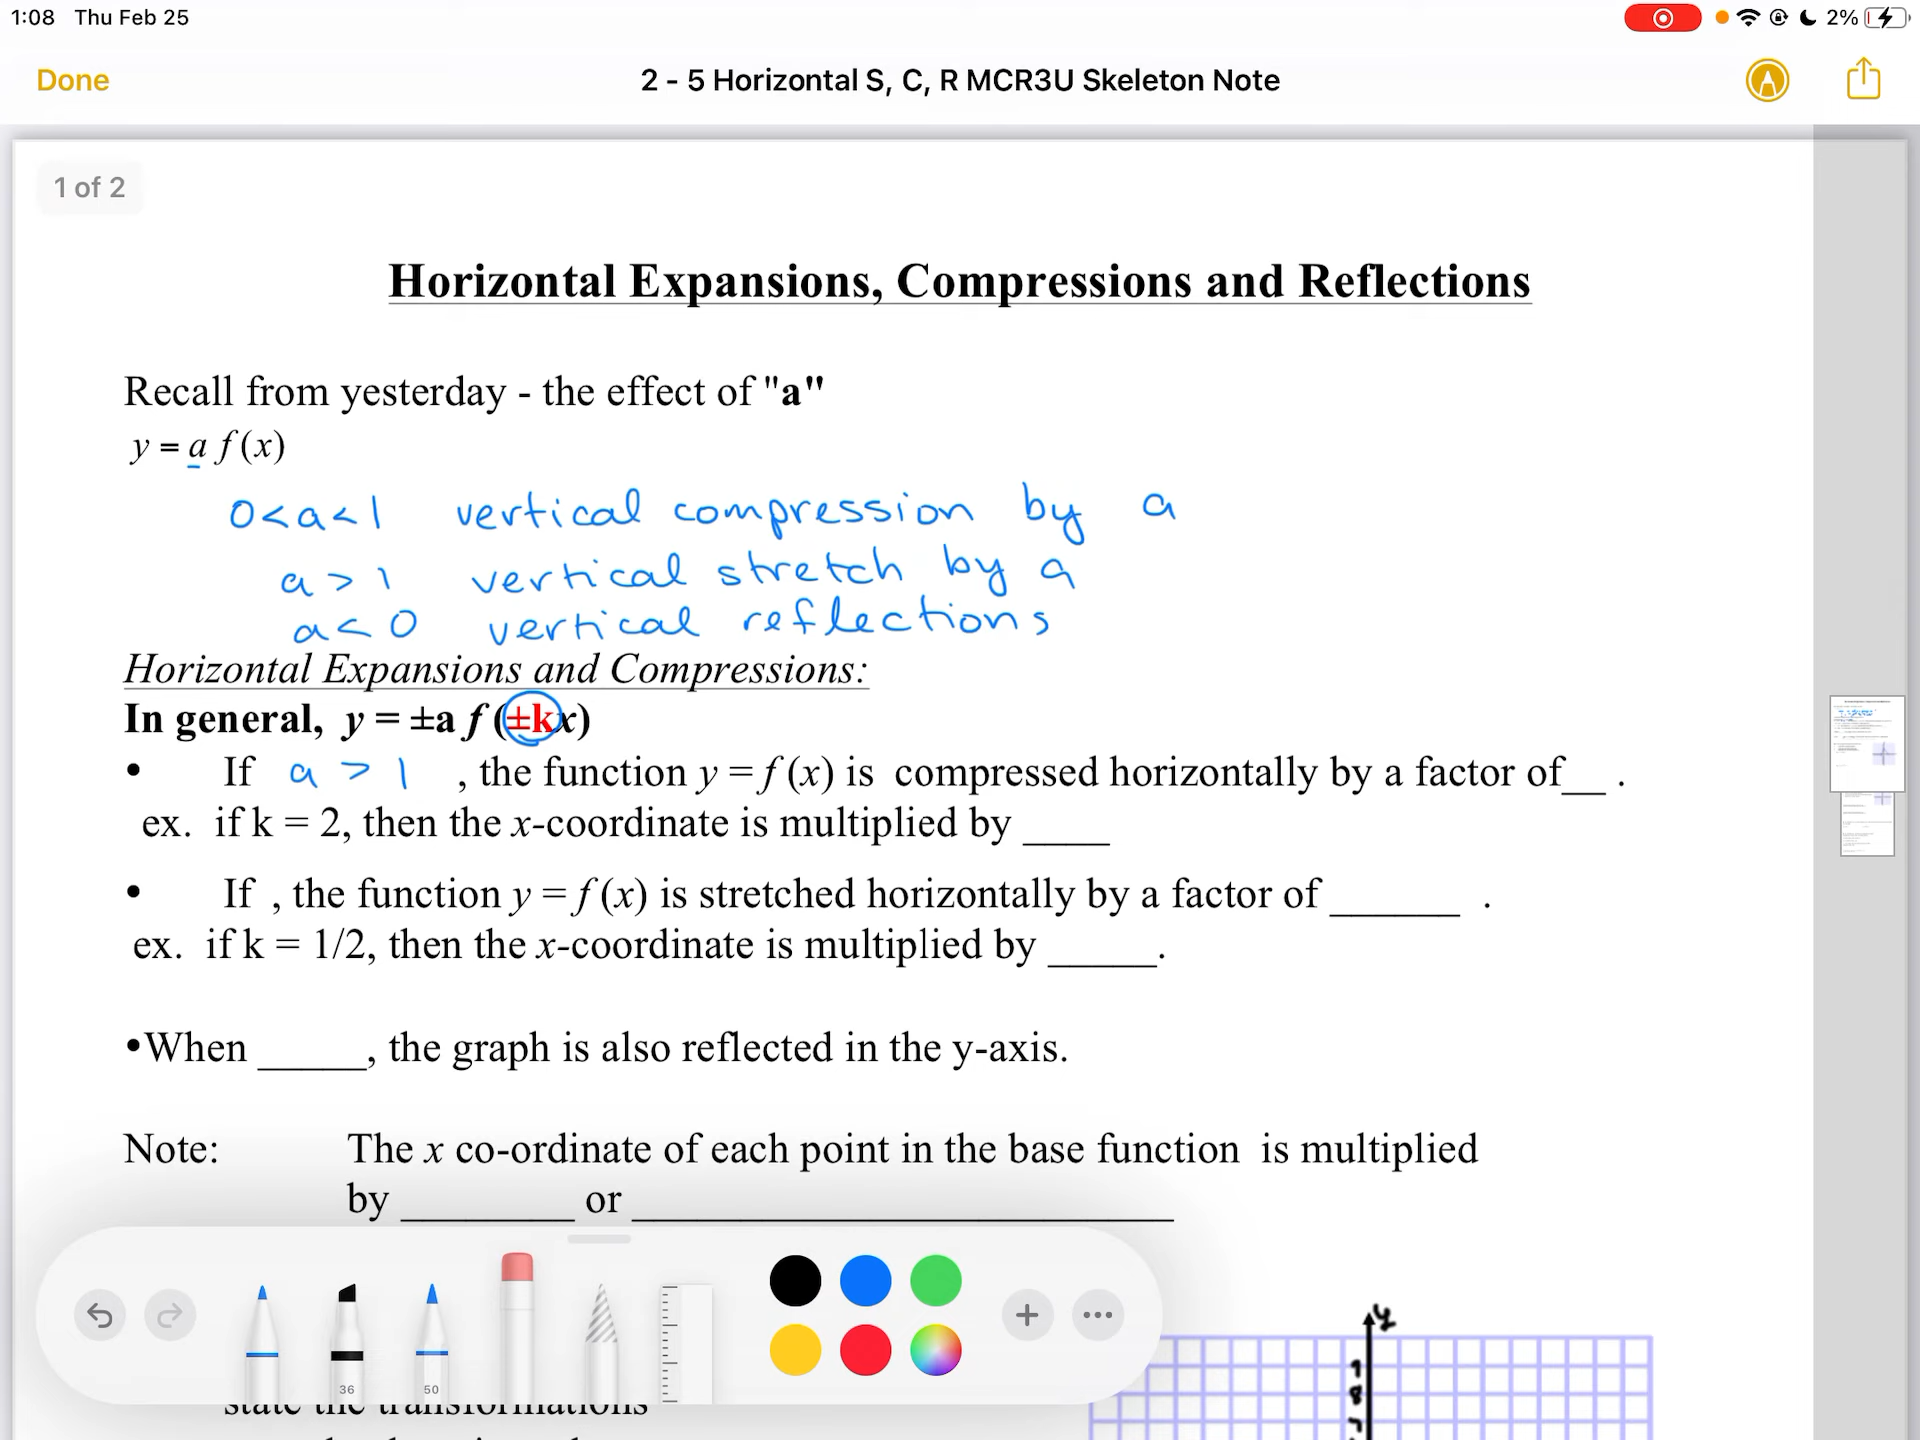 1:08 Thu Feb 25
2%
Done
2 - 5 Horizontal S, C, R MCR3U Skeleton Note
1 of 2
Horizontal Expansions, Compressions and Reflections
Recall from yesterday - the effect of "a"
y = a f(x)
0<a<1 vertical compression by a
a > 1 vertical stretch by a
a < 0 vertical reflections
Horizontal Expansions and Compressions:
In general, y = ±a f (±kx)
• If a > 1 , the function y = f (x) is compressed horizontally by a factor of__ .
ex. if k = 2, then the x-coordinate is multiplied by ____
• If , the function y = f (x) is stretched horizontally by a factor of ______ .
ex. if k = 1/2, then the x-coordinate is multiplied by _____.
•When _____, the graph is also reflected in the y-axis.
Note: The x co-ordinate of each point in the base function is multiplied
by ________ or _________________________
36
50
y
8
state the transformations